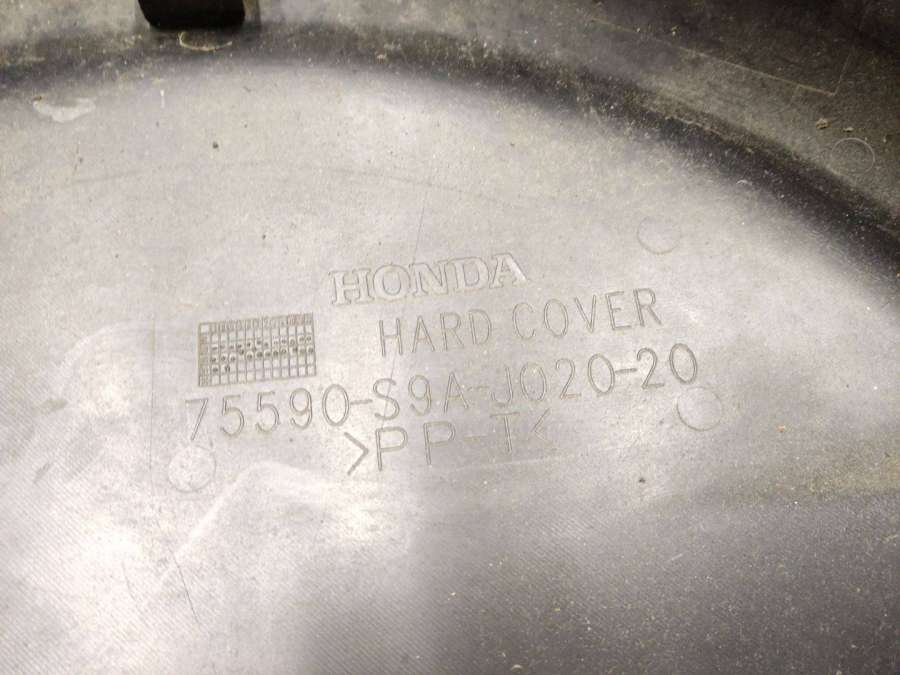 HONDA
HARD COVER
75590-S9A-J020-20
>PP-T<